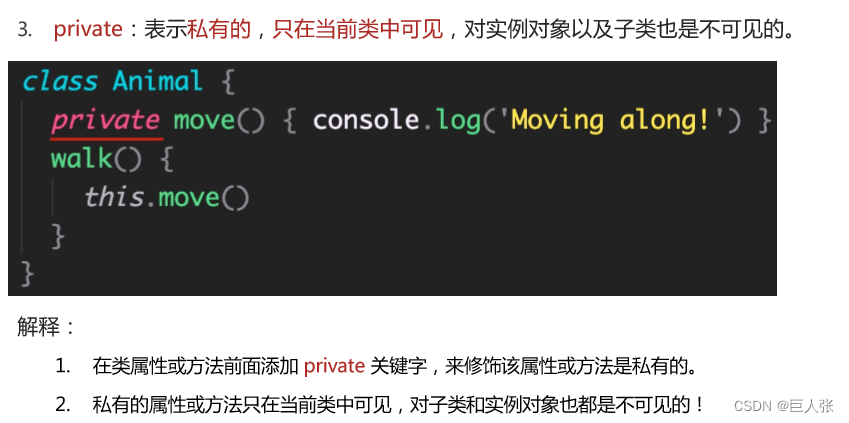 3. private：表示私有的，只在当前类中可见，对实例对象以及子类也是不可见的。
class Animal {
private move() { console.log('Moving along!') }
walk() {
this.move()
}
}
解释：
1. 在类属性或方法前面添加 private 关键字，来修饰该属性或方法是私有的。
2. 私有的属性或方法只在当前类中可见，对子类和实例对象也都是不可见的！
CSDN @巨人张